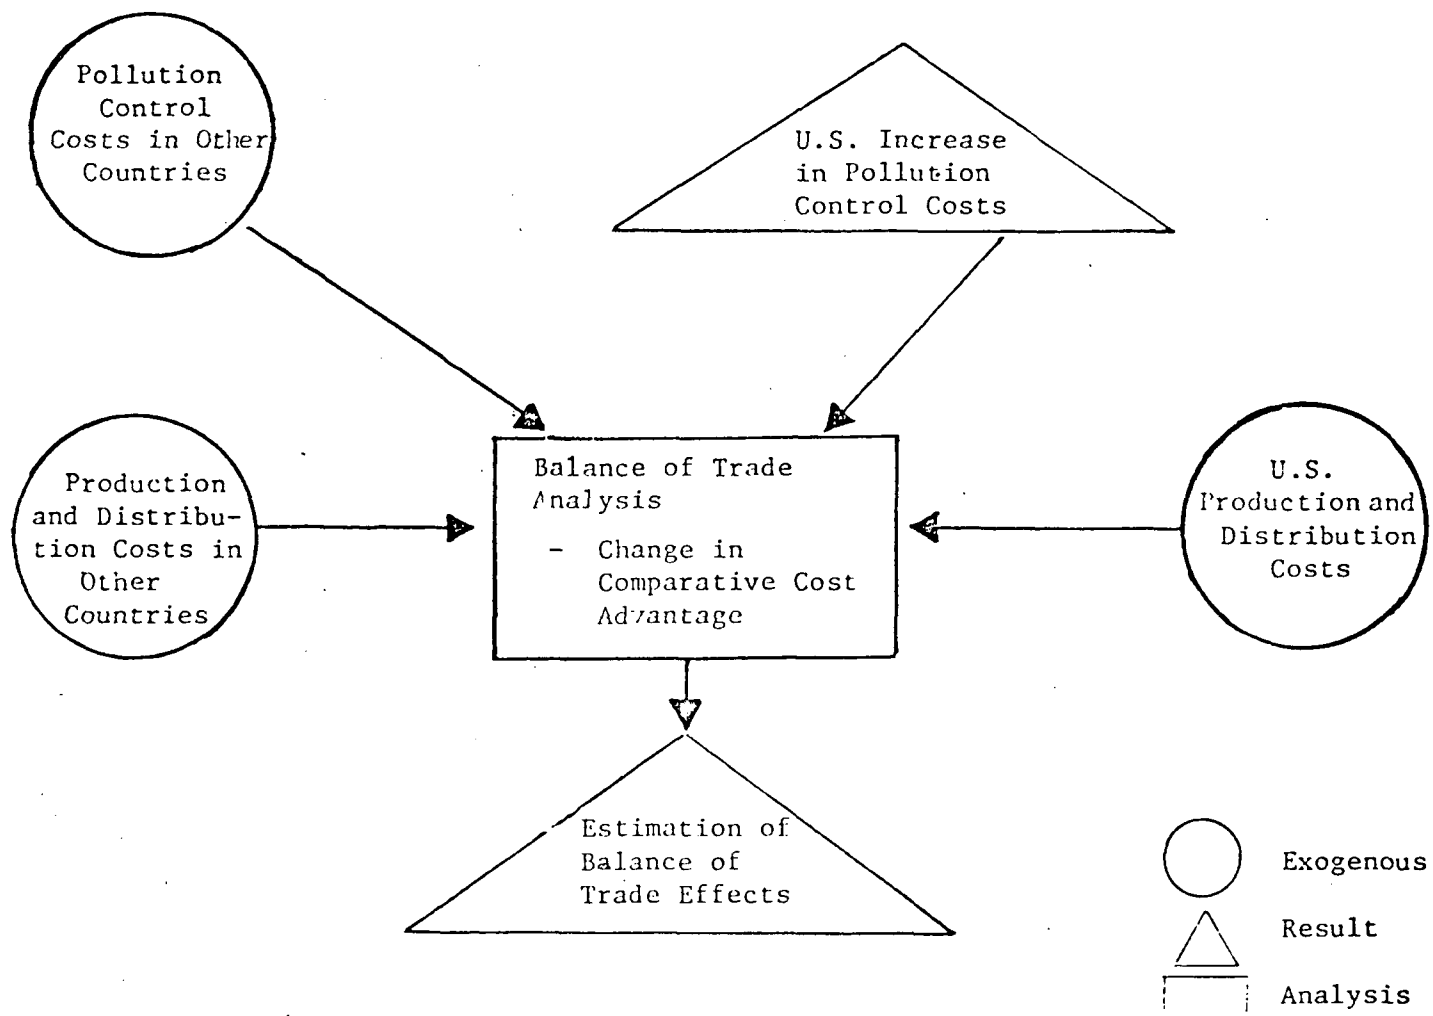 Pollution
Control
Costs in Other
Countries
U.S. Increase
in Pollution
Control Costs
Production
and Distribu-
tion Costs in
Other
Countries
Balance of Trade
Analysis
- Change in
Comparative Cost
Advantage
U.S.
Production and
Distribution
Costs
Estimation of
Balance of
Trade Effects
Exogenous
Result
Analysis